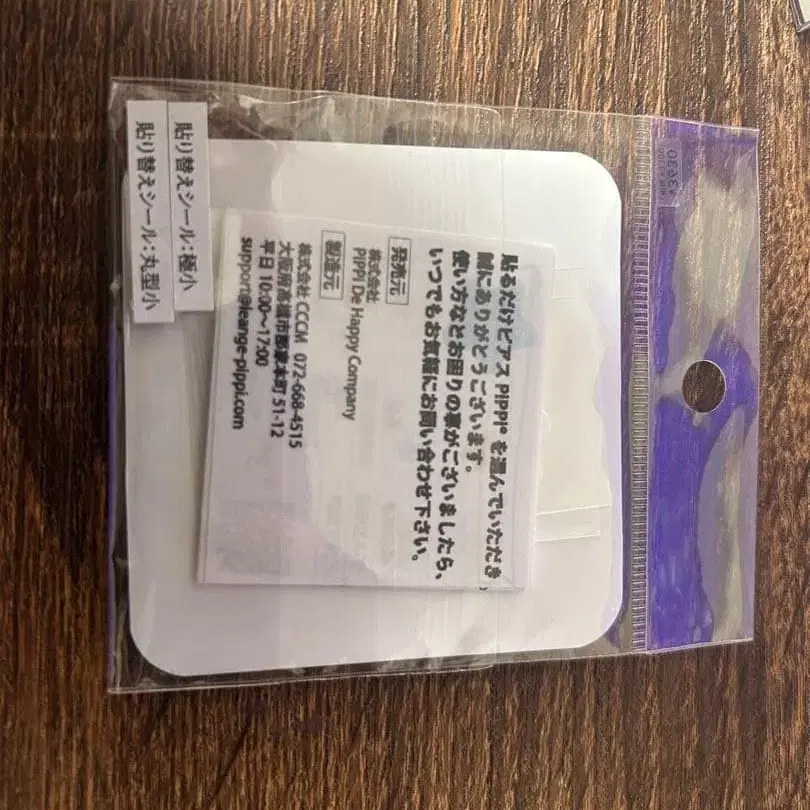 貼るだけピアス PiPPi® を選んでいただき、
誠にありがとうございます。
使い方などお困りの事がございましたら、
いつでもお気軽にお問い合わせ下さい。
発売元
株式会社
PiPPi De Happy Company
製造元
株式会社 CCCM 072-668-4515
大阪府高槻市郡家本町 51-12
平日 10:00~17:00
support@leange-pippi.com
貼り替えシール:極小
貼り替えシール:丸型小